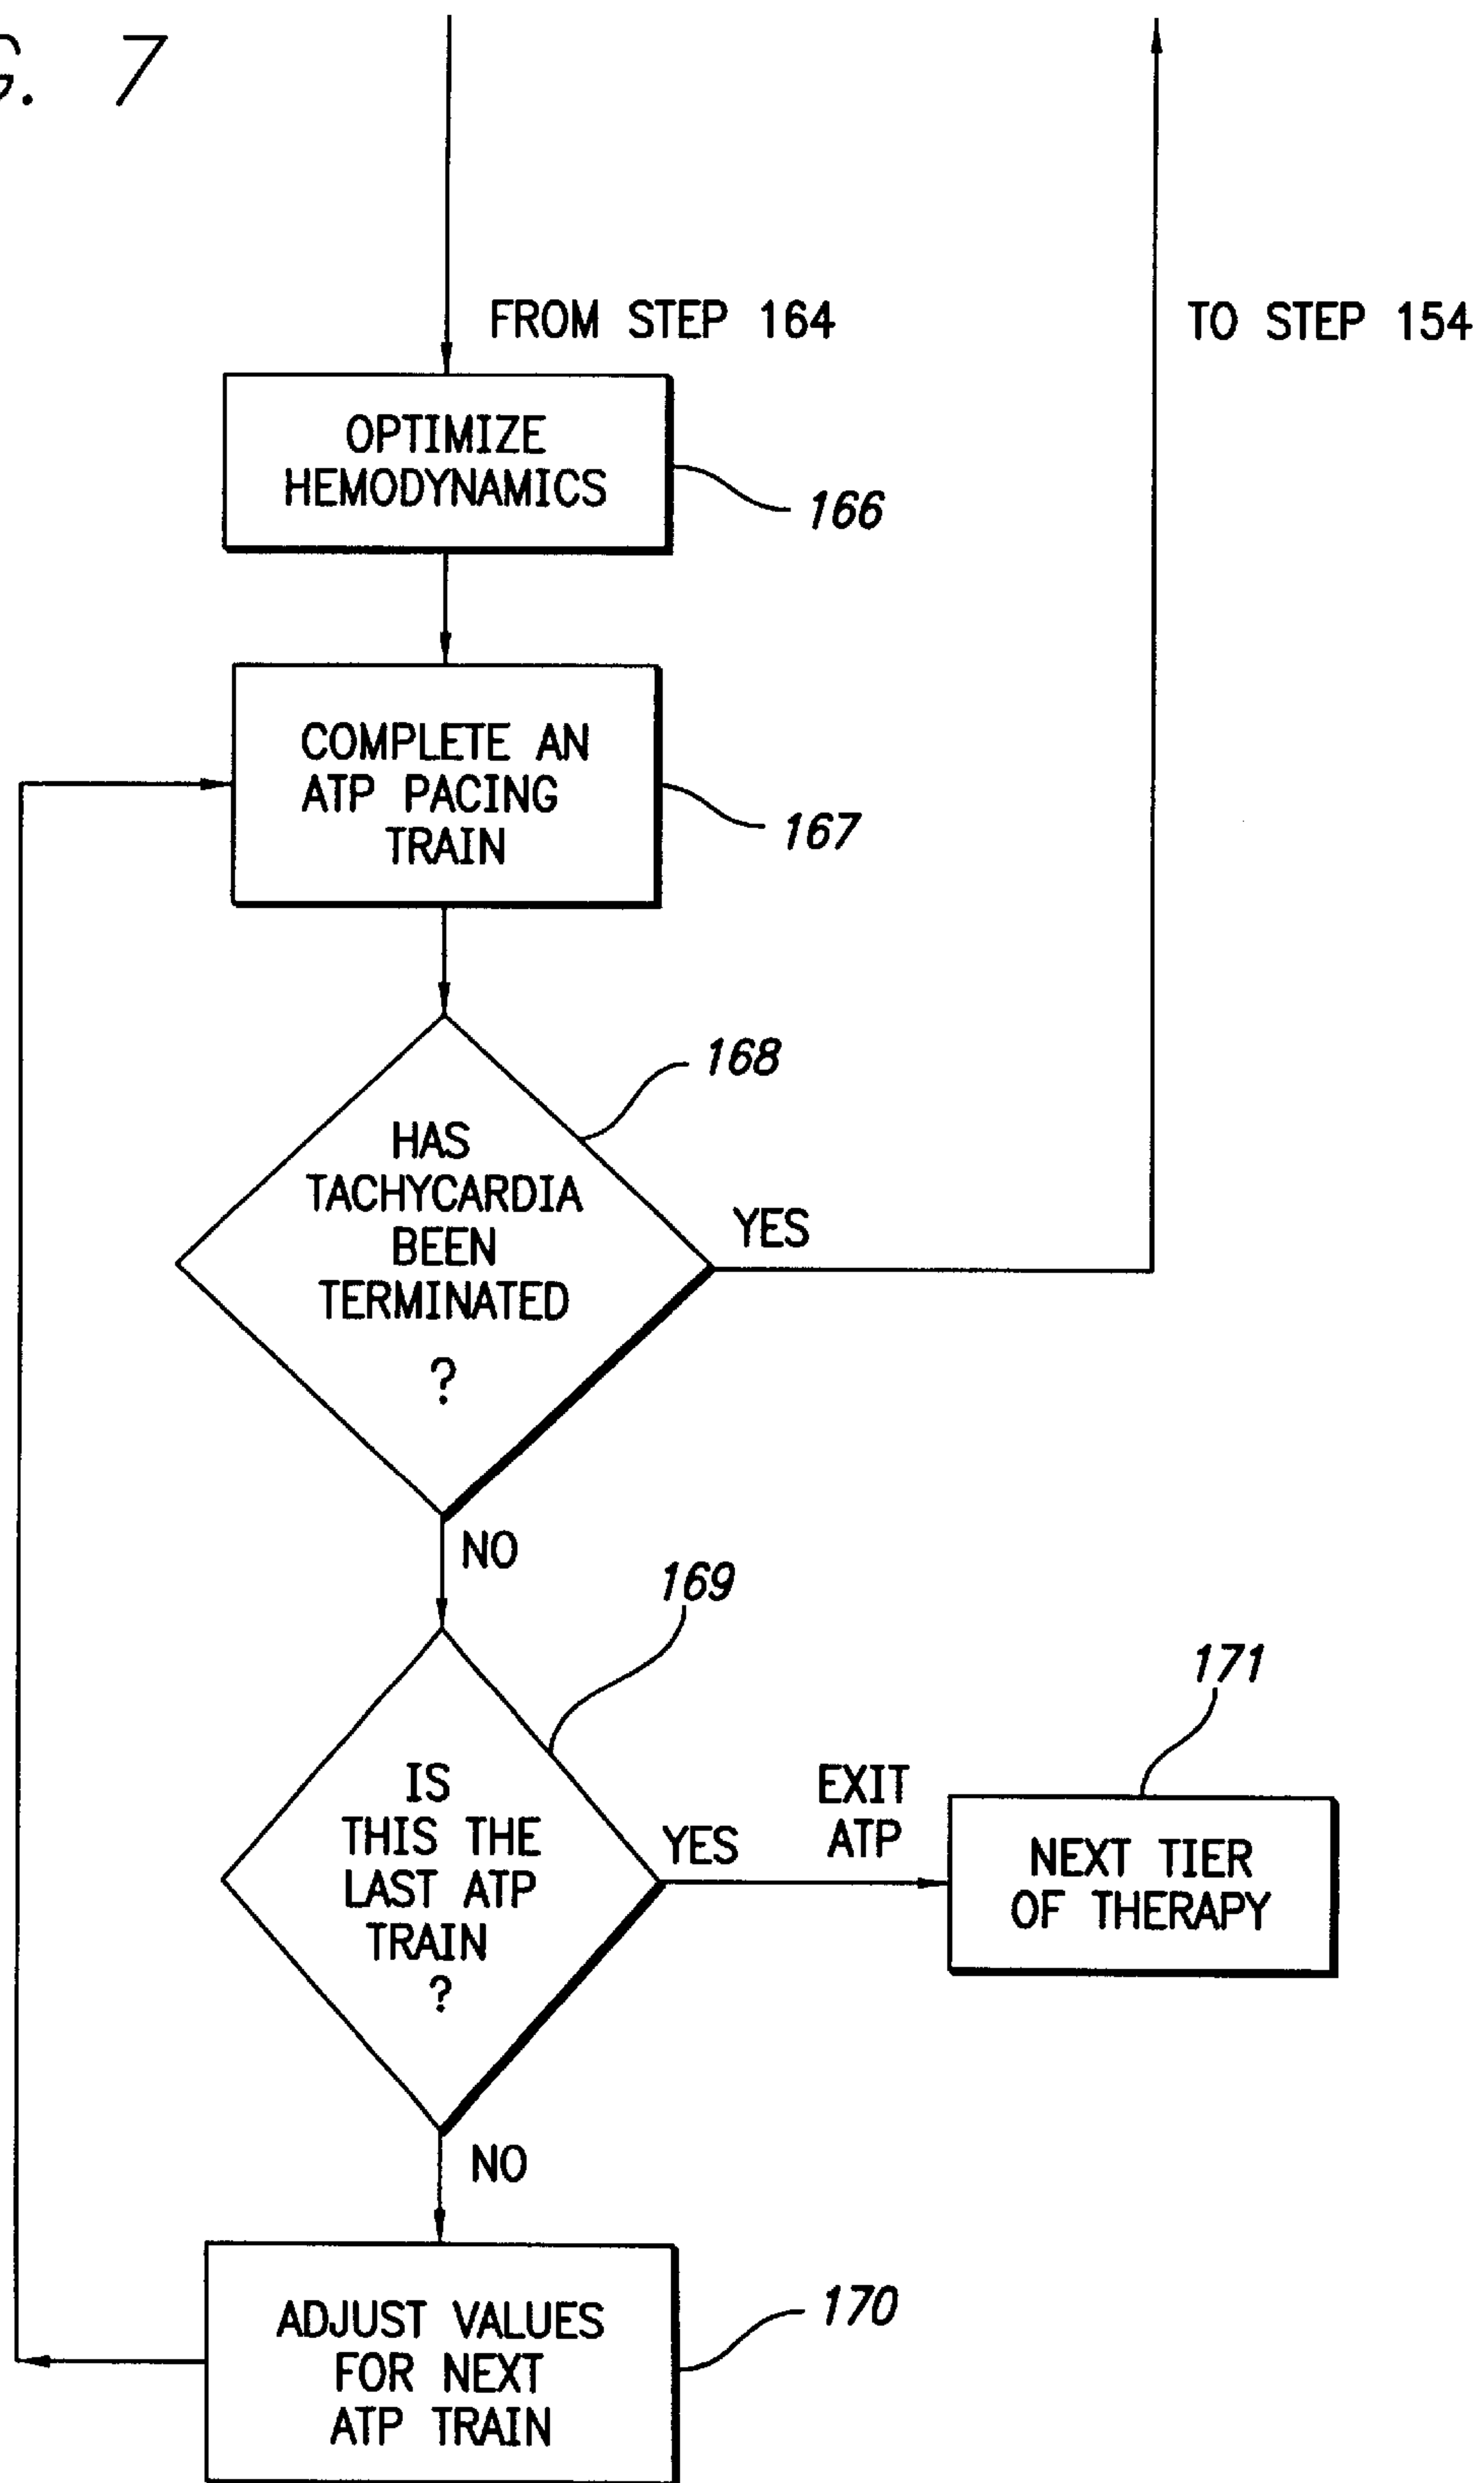 G. 7
FROM STEP 164
TO STEP 154
OPTIMIZE
HEMODYNAMICS
166
COMPLETE AN
ATP PACING
TRAIN
167
168
HAS
TACHYCARDIA
BEEN
TERMINATED
?
YES
NO
169
171
IS
THIS THE
LAST ATP
TRAIN
?
YES
EXIT
ATP
NEXT TIER
OF THERAPY
NO
ADJUST VALUES
FOR NEXT
ATP TRAIN
170